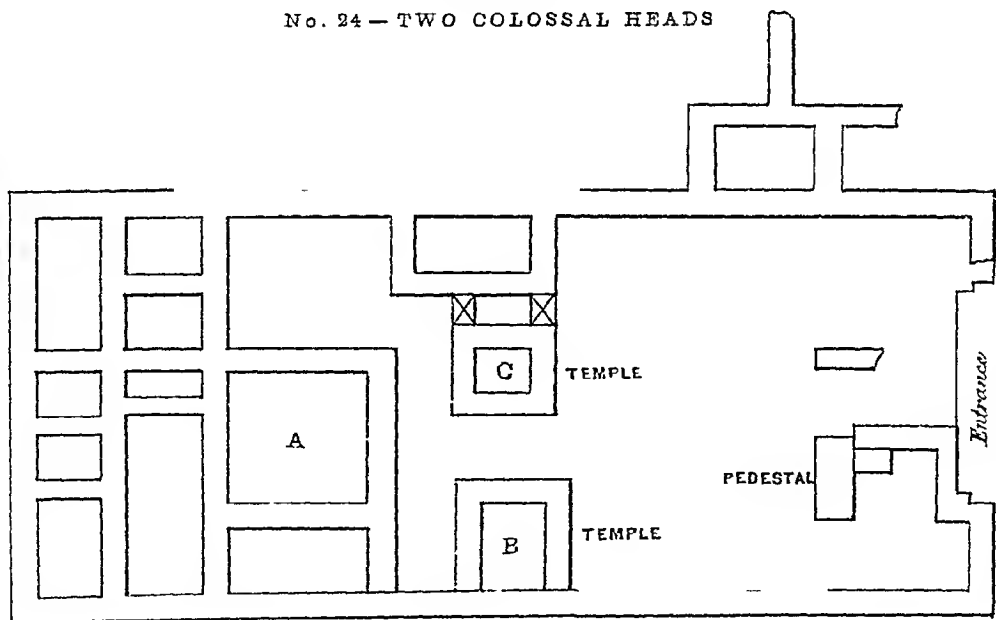 No. 24 — TWO COLOSSAL HEADS
C
TEMPLE
A
Entrance
PEDESTAL
B
TEMPLE